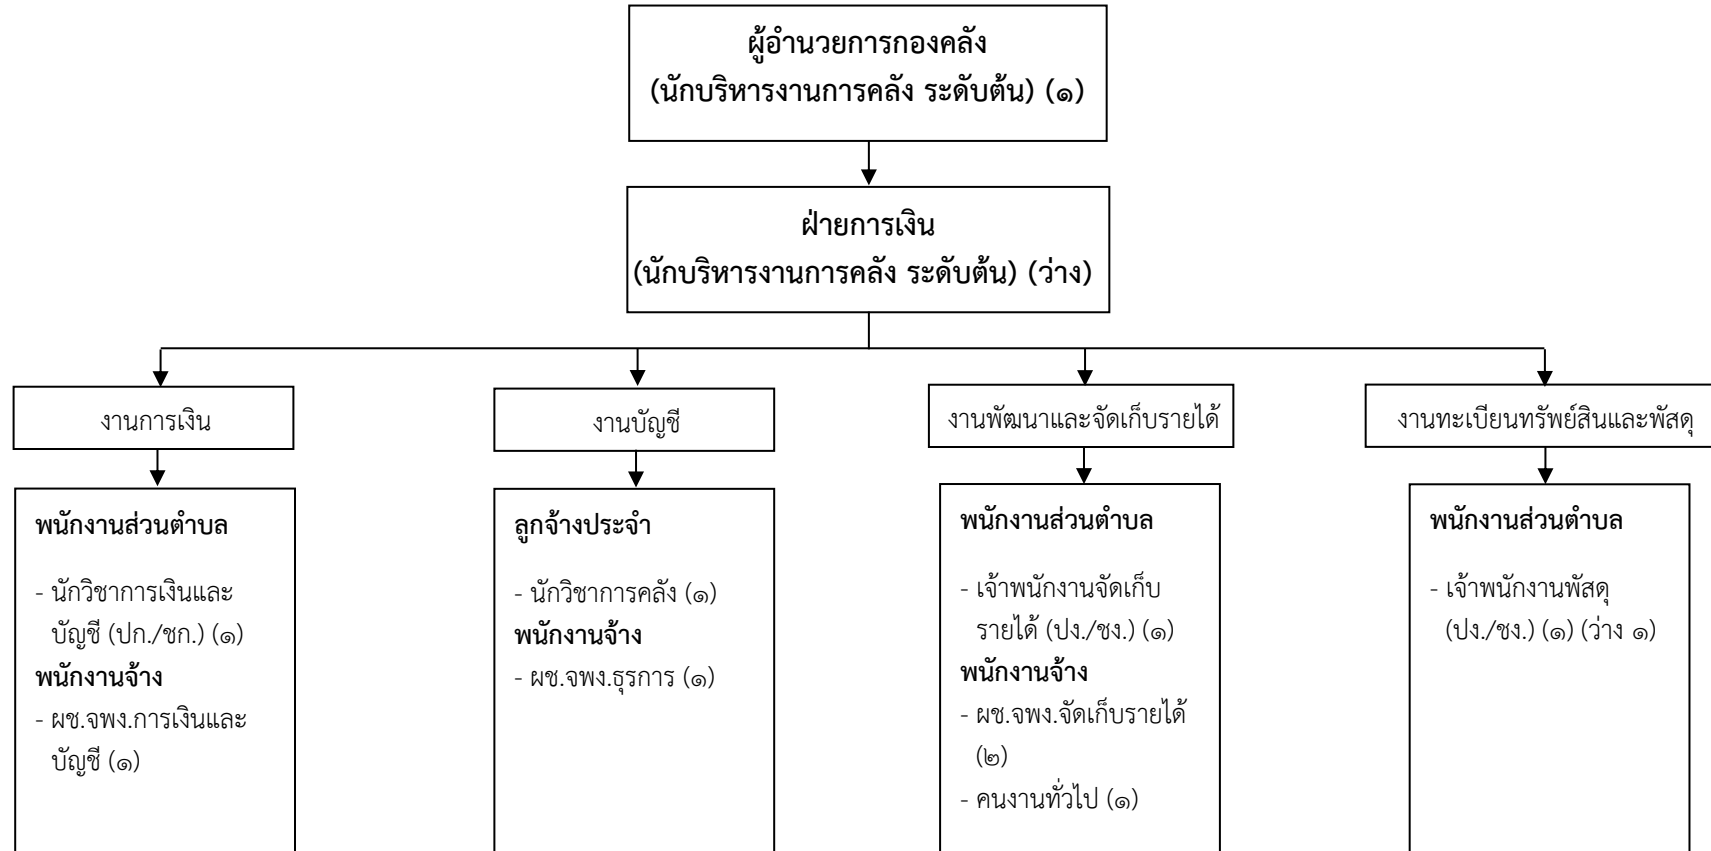 ผู้อำนวยการกองคลัง
(นักบริหารงานการคลัง ระดับต้น) (๑)
ฝ่ายการเงิน
(นักบริหารงานการคลัง ระดับต้น) (ว่าง)
งานการเงิน
งานบัญชี
งานพัฒนาและจัดเก็บรายได้
งานทะเบียนทรัพย์สินและพัสดุ
พนักงานส่วนตำบล
- นักวิชาการเงินและ
บัญชี (ปก./ชก.) (๑)
พนักงานจ้าง
- ผช.จพง.การเงินและ
บัญชี (๑)
ลูกจ้างประจำ
- นักวิชาการคลัง (๑)
พนักงานจ้าง
- ผช.จพง.ธุรการ (๑)
พนักงานส่วนตำบล
- เจ้าพนักงานจัดเก็บ
รายได้ (ปง./ชง.) (๑)
พนักงานจ้าง
- ผช.จพง.จัดเก็บรายได้
(๒)
- คนงานทั่วไป (๑)
พนักงานส่วนตำบล
- เจ้าพนักงานพัสดุ
(ปง./ชง.) (๑) (ว่าง ๑)